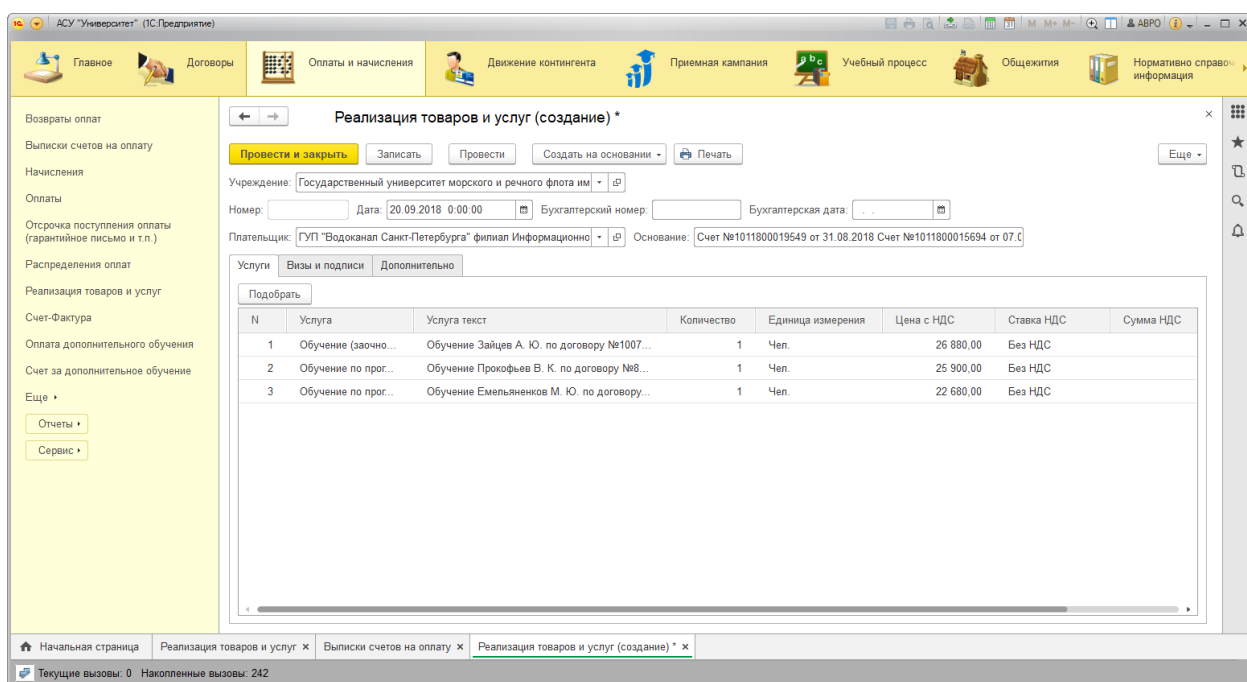 АСУ "Университет" (1С:Предприятие)
M M+ M- АВРО
Главное Договоры Оплаты и начисления Движение контингента Приемная кампания Учебный процесс Общежития Нормативно справоч
информация
Возвраты оплат
Выписки счетов на оплату
Начисления
Оплаты
Отсрочка поступления оплаты
(гарантийное письмо и т.п.)
Распределения оплат
Реализация товаров и услуг
Счет-Фактура
Оплата дополнительного обучения
Счет за дополнительное обучение
Еще
Отчеты
Сервис
Реализация товаров и услуг (создание) *
Провести и закрыть Записать Провести Создать на основании Печать Еще
Учреждение: Государственный университет морского и речного флота им
Номер: Дата: 20.09.2018 0:00:00 Бухгалтерский номер: Бухгалтерская дата: . .
Плательщик: ГУП "Водоканал Санкт-Петербурга" филиал Информационно Основание: Счет №1011800019549 от 31.08.2018 Счет №1011800015694 от 07.0
Услуги Визы и подписи Дополнительно
Подобрать
N Услуга Услуга текст Количество Единица измерения Цена с НДС Ставка НДС Сумма НДС
1 Обучение (заочно... Обучение Зайцев А. Ю. по договору №1007... 1 Чел. 26 880,00 Без НДС
2 Обучение по прог... Обучение Прокофьев В. К. по договору №8... 1 Чел. 25 900,00 Без НДС
3 Обучение по прог... Обучение Емельяненков М. Ю. по договору... 1 Чел. 22 680,00 Без НДС
Начальная страница Реализация товаров и услуг × Выписки счетов на оплату × Реализация товаров и услуг (создание) * ×
Текущие вызовы: 0 Накопленные вызовы: 242